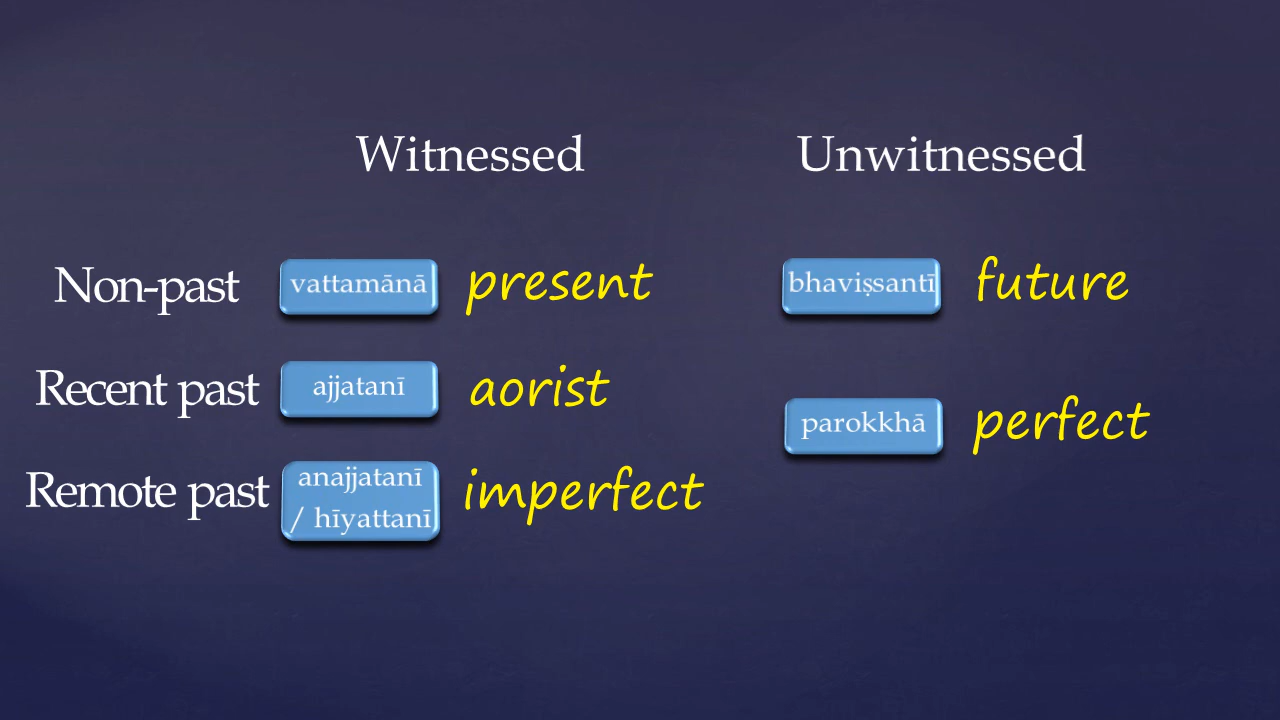 Witnessed Unwitnessed
Non-past vattamānā present bhaviṣsantī future
Recent past ajjatanī aorist
parokkhā perfect
Remote past anajjatanī imperfect
/ hīyattanī